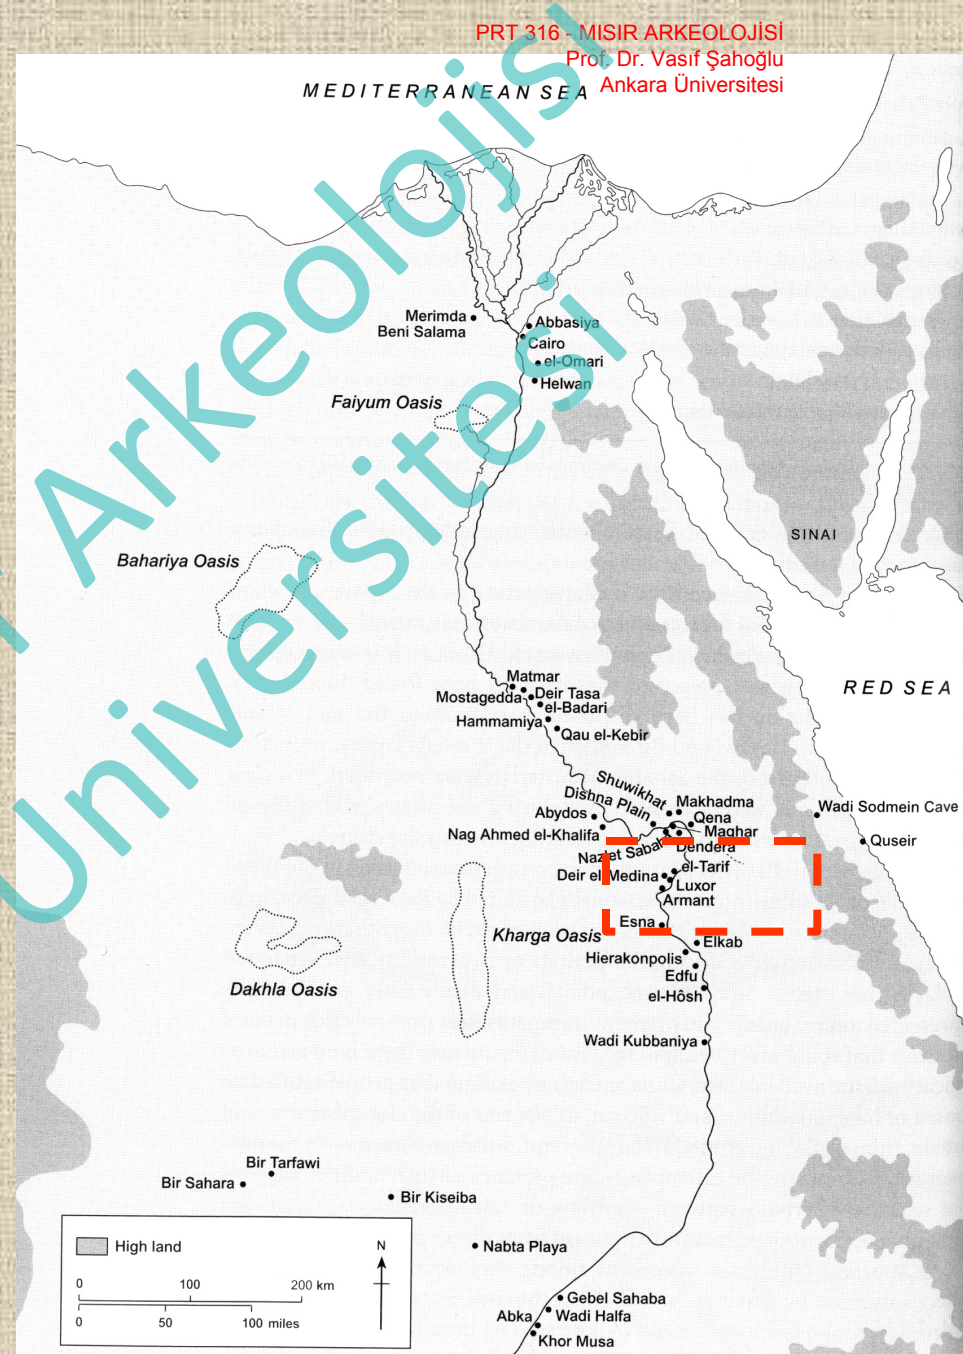 PRT 316 - MISIR ARKEOLOJİSİ
Prof. Dr. Vasıf Şahoğlu
Ankara Üniversitesi
MEDITERRANEAN SEA
Arkeolojisi
Üniversitesi
Merimda
Beni Salama
Abbasiya
Cairo
el-Omari
Helwan
Faiyum Oasis
SINAI
Bahariya Oasis
RED SEA
Matmar
Mostagedda
Deir Tasa
el-Badari
Hammamiya
Qau el-Kebir
Shuwikhat
Dishna Plain
Makhadma
Abydos
Qena
Wadi Sodmein Cave
Nag Ahmed el-Khalifa
Maghar
Quseir
Dendera
Nazlet Sabaha
el-Tarif
Deir el-Medina
Luxor
Armant
Esna
Kharga Oasis
Elkab
Hierakonpolis
Edfu
Dakhla Oasis
el-Hôsh
Wadi Kubbaniya
Bir Tarfawi
Bir Sahara
Bir Kiseiba
High land
N
Nabta Playa
0 100 200 km
0 50 100 miles
Gebel Sahaba
Abka
Wadi Halfa
Khor Musa